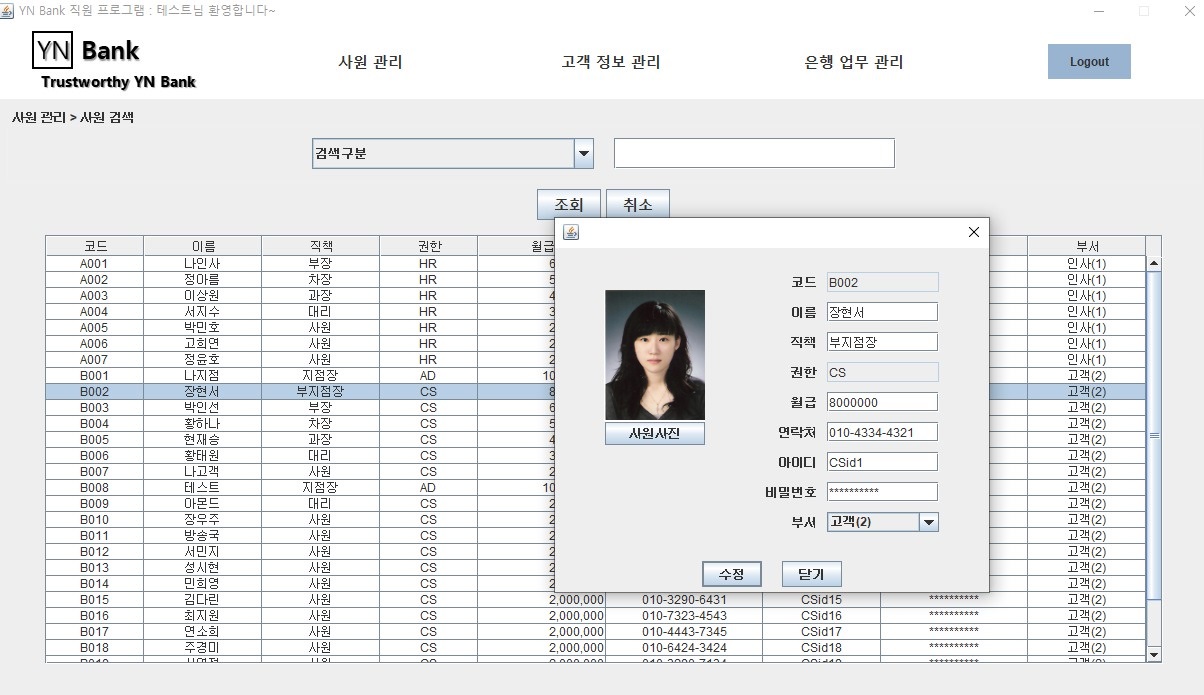 YN Bank 직원 프로그램 : 테스트님 환영합니다~
YN Bank
Trustworthy YN Bank
사원 관리 고객 정보 관리 은행 업무 관리 Logout
사원 관리 > 사원 검색
검색구분
조회 취소
코드 이름 직책 권한 월급 부서
A001 나인사 부장 HR 6 인사(1)
A002 정아름 차장 HR 5 인사(1)
A003 이상원 과장 HR 4 인사(1)
A004 서지수 대리 HR 3 인사(1)
A005 박민호 사원 HR 2 인사(1)
A006 고희연 사원 HR 2 인사(1)
A007 정윤호 사원 HR 2 인사(1)
B001 나지점 지점장 AD 10 고객(2)
B002 장현서 부지점장 CS 8 고객(2)
B003 박인선 부장 CS 6 고객(2)
B004 황하나 차장 CS 5 고객(2)
B005 현재승 과장 CS 4 고객(2)
B006 황태원 대리 CS 3 고객(2)
B007 나고객 사원 CS 2 고객(2)
B008 테스트 지점장 AD 10 고객(2)
B009 아몬드 대리 CS 2 고객(2)
B010 장우주 사원 CS 2 고객(2)
B011 방송국 사원 CS 2 고객(2)
B012 서민지 사원 CS 2 고객(2)
B013 성시현 사원 CS 2 고객(2)
B014 민희영 사원 CS 2 고객(2)
B015 김다린 사원 CS 2,000,000 010-3290-6431 CSid15 ********** 고객(2)
B016 최지원 사원 CS 2,000,000 010-7323-4543 CSid16 ********** 고객(2)
B017 연소희 사원 CS 2,000,000 010-4443-7345 CSid17 ********** 고객(2)
B018 주경미 사원 CS 2,000,000 010-6424-3424 CSid18 ********** 고객(2)
코드 B002
이름 장현서
직책 부지점장
권한 CS
월급 8000000
연락처 010-4334-4321
아이디 CSid1
비밀번호 **********
부서 고객(2)
사원사진
수정 닫기